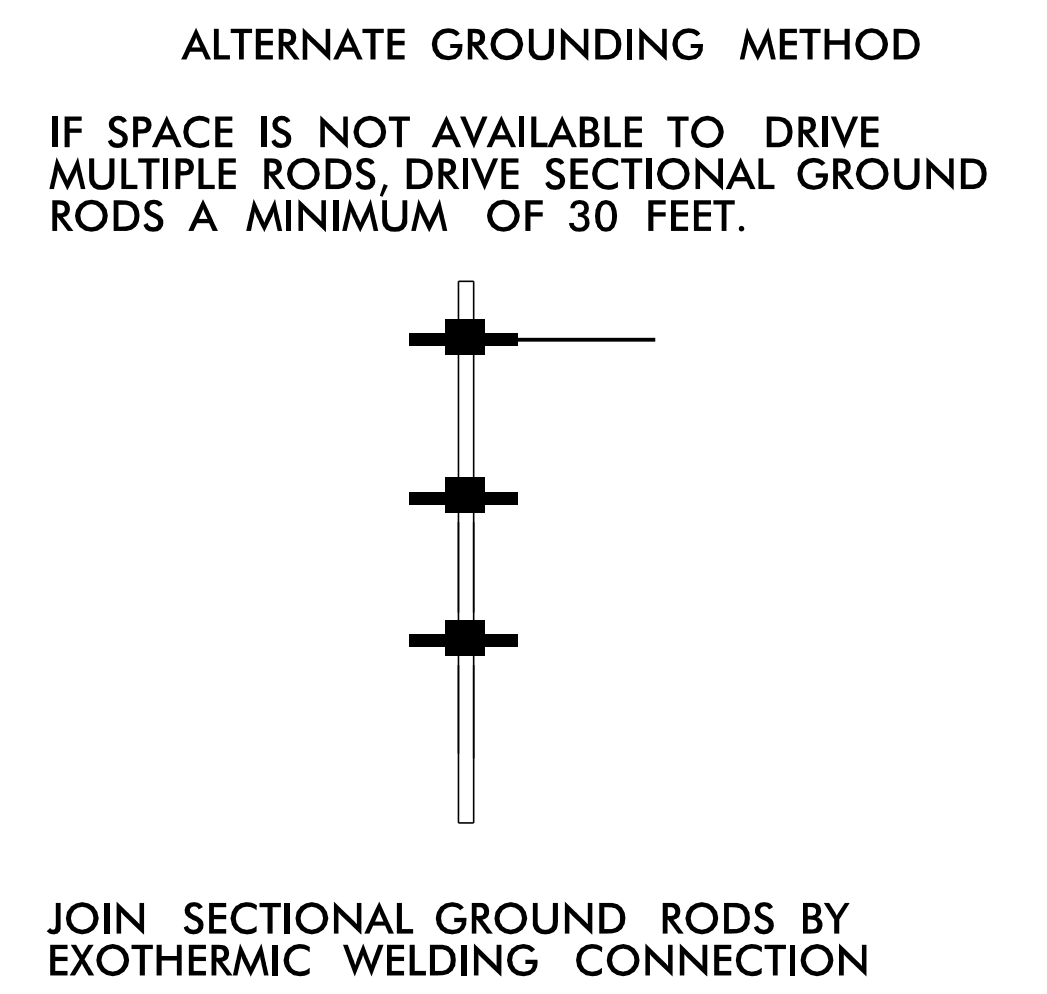 ALTERNATE GROUNDING METHOD
IF SPACE IS NOT AVAILABLE TO DRIVE
MULTIPLE RODS, DRIVE SECTIONAL GROUND
RODS A MINIMUM OF 30 FEET.
JOIN SECTIONAL GROUND RODS BY
EXOTHERMIC WELDING CONNECTION